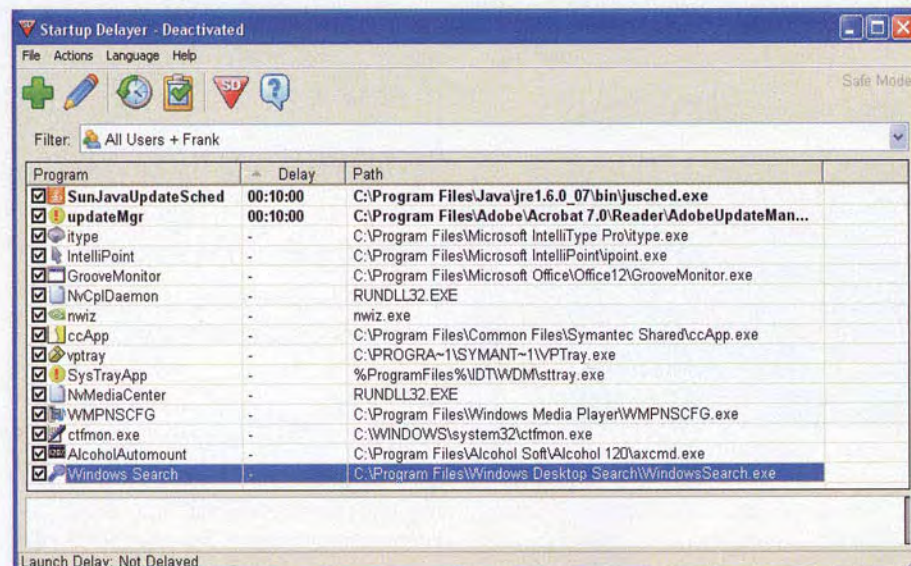 Startup Delayer - Deactivated
File Actions Language Help
SD
Safe Mode
Filter: All Users + Frank
Program Delay Path
SunJavaUpdateSched 00:10:00 C:\Program Files\Java\jre1.6.0_07\bin\jusched.exe
updateMgr 00:10:00 C:\Program Files\Adobe\Acrobat 7.0\Reader\AdobeUpdateMan...
itype - C:\Program Files\Microsoft IntelliType Pro\itype.exe
IntelliPoint - C:\Program Files\Microsoft IntelliPoint\ipoint.exe
GrooveMonitor - C:\Program Files\Microsoft Office\Office12\GrooveMonitor.exe
NvCplDaemon - RUNDLL32.EXE
nwiz - nwiz.exe
ccApp - C:\Program Files\Common Files\Symantec Shared\ccApp.exe
vptray - C:\PROGRA~1\SYMANT~1\VPTray.exe
SysTrayApp - %ProgramFiles%\IDT\WDM\sttray.exe
NvMediaCenter - RUNDLL32.EXE
WMPNSCFG - C:\Program Files\Windows Media Player\WMPNSCFG.exe
ctfmon.exe - C:\WINDOWS\system32\ctfmon.exe
AlcoholAutomount - C:\Program Files\Alcohol Soft\Alcohol 120\axcmd.exe
Windows Search - C:\Program Files\Windows Desktop Search\WindowsSearch.exe
Launch Delay: Not Delayed